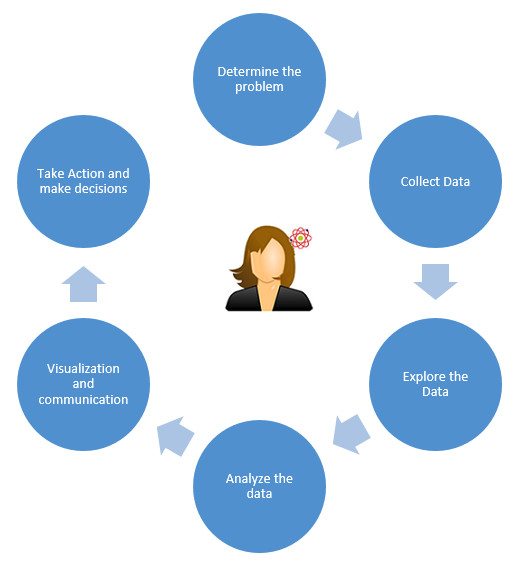 Determine the
problem
Collect Data
Explore the
Data
Analyze the
data
Visualization
and
communication
Take Action and
make decisions